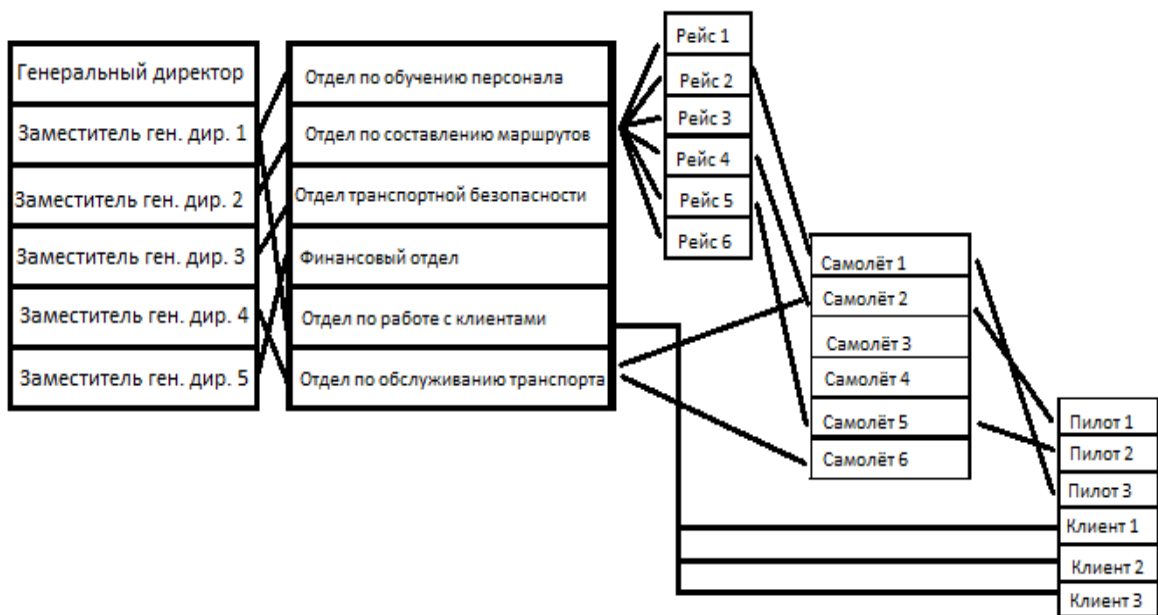 Генеральный директор
Заместитель ген. дир. 1
Заместитель ген. дир. 2
Заместитель ген. дир. 3
Заместитель ген. дир. 4
Заместитель ген. дир. 5
Отдел по обучению персонала
Отдел по составлению маршрутов
Отдел транспортной безопасности
Финансовый отдел
Отдел по работе с клиентами
Отдел по обслуживанию транспорта
Рейс 1
Рейс 2
Рейс 3
Рейс 4
Рейс 5
Рейс 6
Самолёт 1
Самолёт 2
Самолёт 3
Самолёт 4
Самолёт 5
Самолёт 6
Пилот 1
Пилот 2
Пилот 3
Клиент 1
Клиент 2
Клиент 3